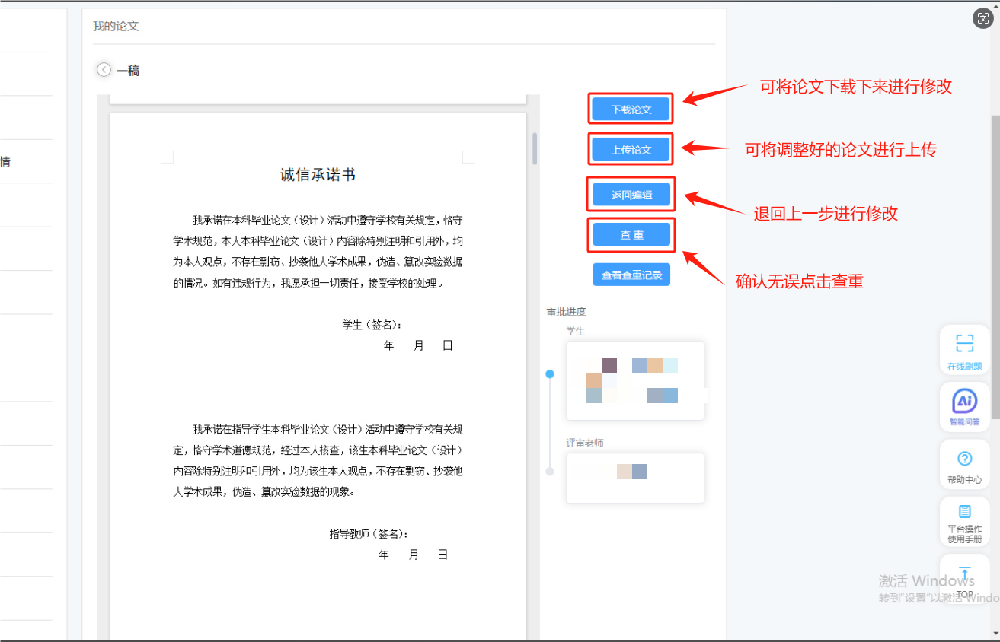 我的论文
一稿
情
诚信承诺书
我承诺在本科毕业论文（设计）活动中遵守学校有关规定，恪守
学术规范，本人本科毕业论文（设计）内容除特别注明和引用外，均
为本人观点，不存在剽窃、抄袭他人学术成果，伪造、篡改实验数据
的情况。如有违规行为，我愿承担一切责任，接受学校的处理。
学生（签名）：
年 月 日
我承诺在指导学生本科毕业论文（设计）活动中遵守学校有关规
定，恪守学术道德规范，经过本人核查，该生本科毕业论文（设计）
内容除特别注明和引用外，均为该生本人观点，不存在剽窃、抄袭他
人学术成果，伪造、篡改实验数据的现象。
指导教师（签名）：
年 月 日
下载论文
可将论文下载下来进行修改
上传论文
可将调整好的论文进行上传
返回编辑
退回上一步进行修改
查 重
确认无误点击查重
查看查重记录
审批进度
学生
评审老师
在线刷题
Ai
智能问答
帮助中心
平台操作
使用手册
TOP
激活 Windows
转到"设置"以激活 Windo